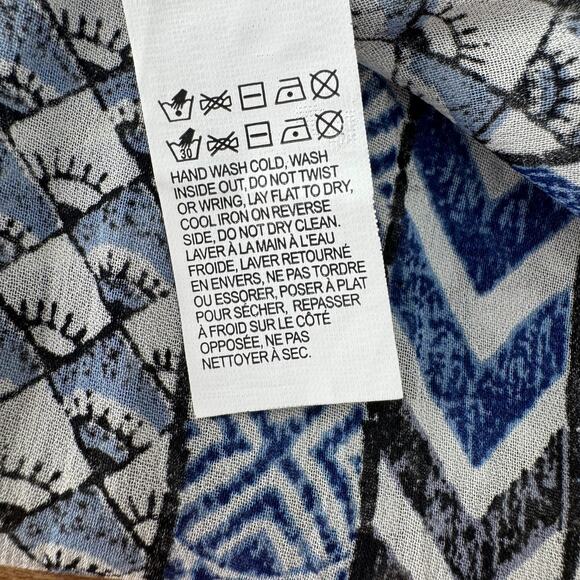 30
HAND WASH COLD, WASH
INSIDE OUT, DO NOT TWIST
OR WRING, LAY FLAT TO DRY,
COOL IRON ON REVERSE
SIDE, DO NOT DRY CLEAN.
LAVER À LA MAIN À L'EAU
FROIDE, LAVER RETOURNÉ
EN ENVERS, NE PAS TORDRE
OU ESSORER, POSER À PLAT
POUR SÉCHER, REPASSER
À FROID SUR LE CÔTÉ
OPPOSÉE, NE PAS
NETTOYER À SEC.